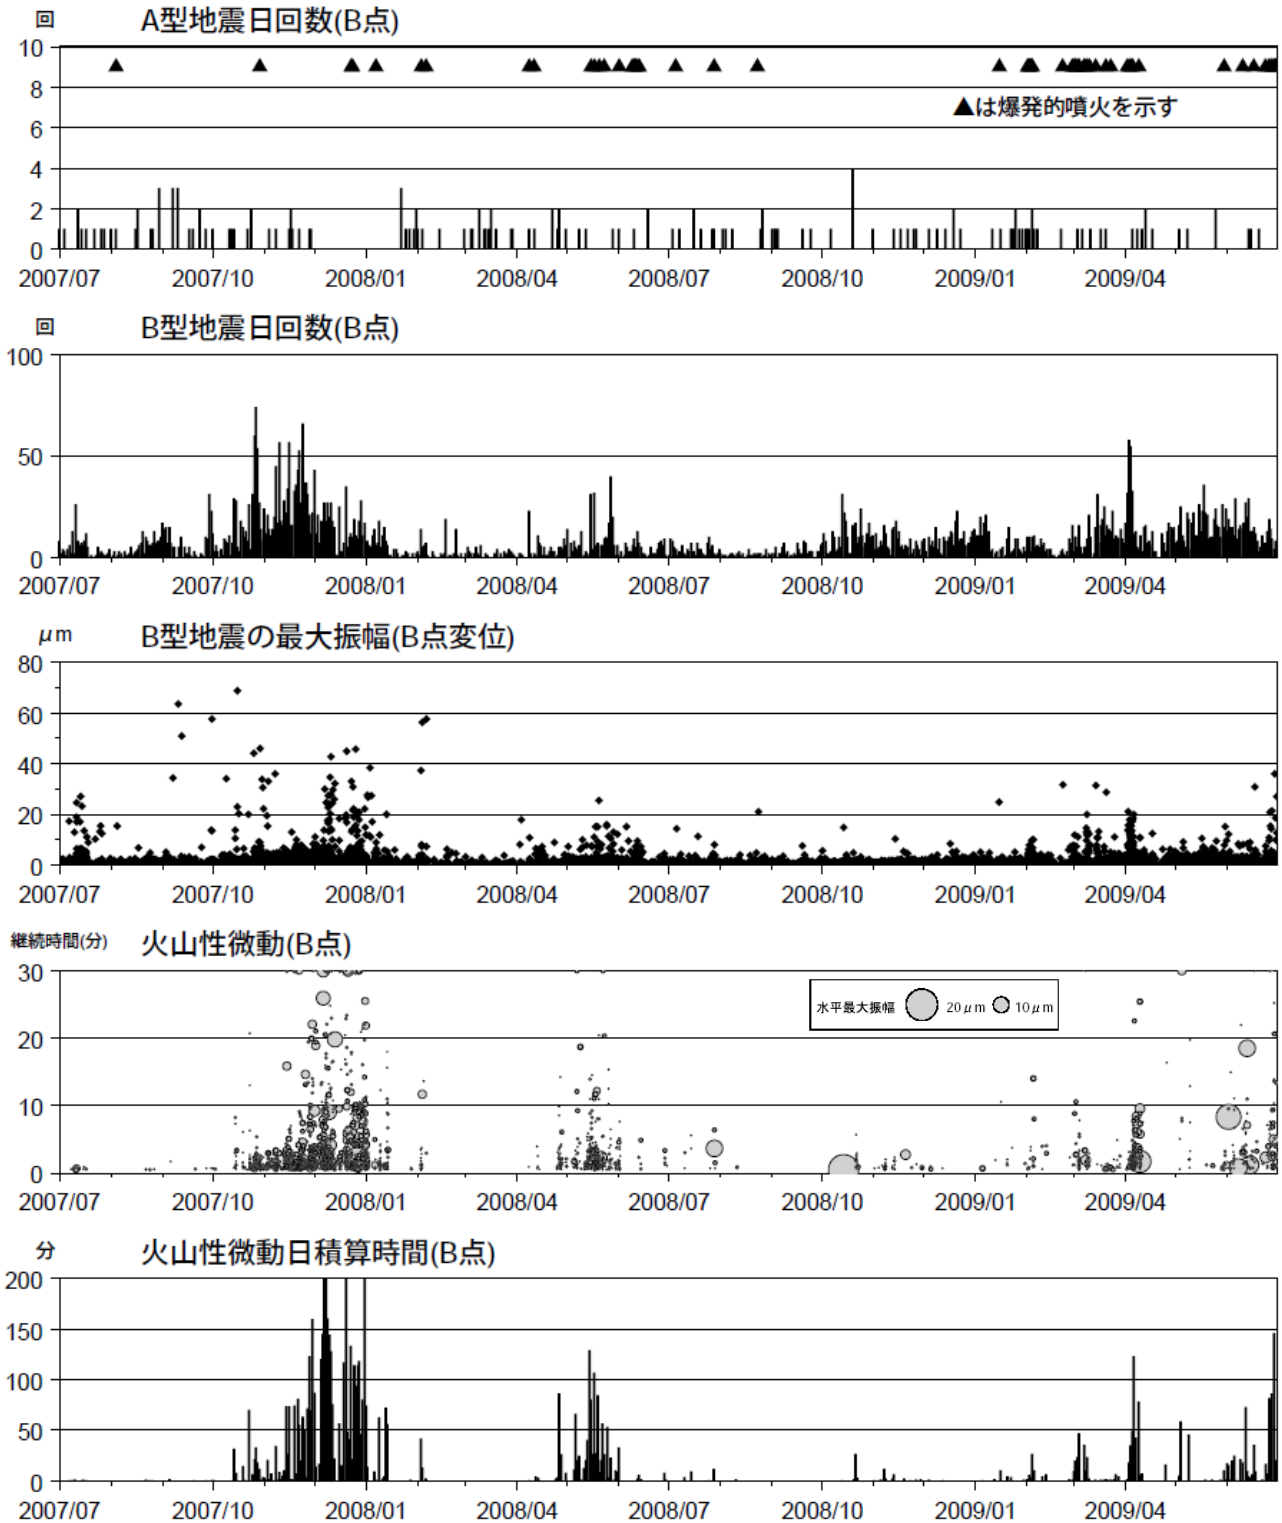 回 A型地震日回数(B点)
10
8
▲は爆発的噴火を示す
6
4
2
0
2007/07 2007/10 2008/01 2008/04 2008/07 2008/10 2009/01 2009/04
回 B型地震日回数(B点)
100
50
0
2007/07 2007/10 2008/01 2008/04 2008/07 2008/10 2009/01 2009/04
μm B型地震の最大振幅(B点変位)
80
60
40
20
0
2007/07 2007/10 2008/01 2008/04 2008/07 2008/10 2009/01 2009/04
継続時間(分) 火山性微動(B点)
30
水平最大振幅 20μm 10μm
20
10
0
2007/07 2007/10 2008/01 2008/04 2008/07 2008/10 2009/01 2009/04
分 火山性微動日積算時間(B点)
200
150
100
50
0
2007/07 2007/10 2008/01 2008/04 2008/07 2008/10 2009/01 2009/04